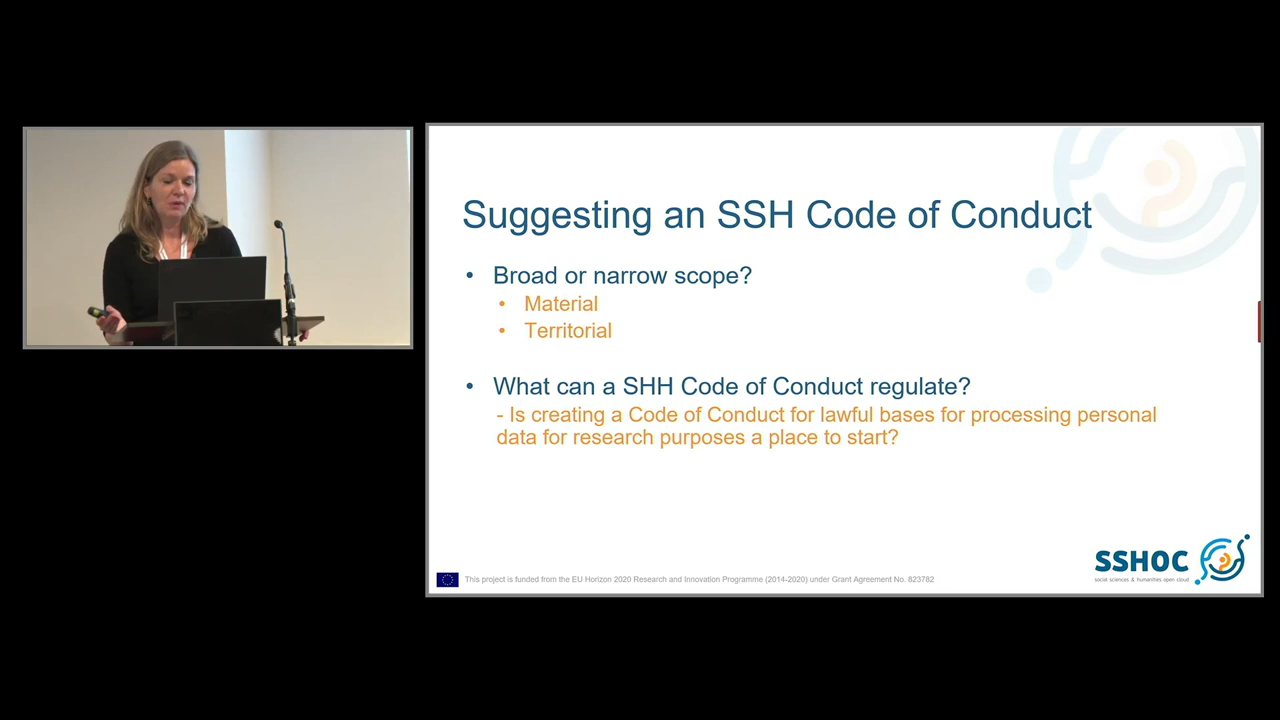 Suggesting an SSH Code of Conduct
• Broad or narrow scope?
• Material
• Territorial
• What can a SHH Code of Conduct regulate?
- Is creating a Code of Conduct for lawful bases for processing personal
data for research purposes a place to start?
SSHOC
social sciences & humanities open cloud
This project is funded from the EU Horizon 2020 Research and Innovation Programme (2014-2020) under Grant Agreement No. 823782